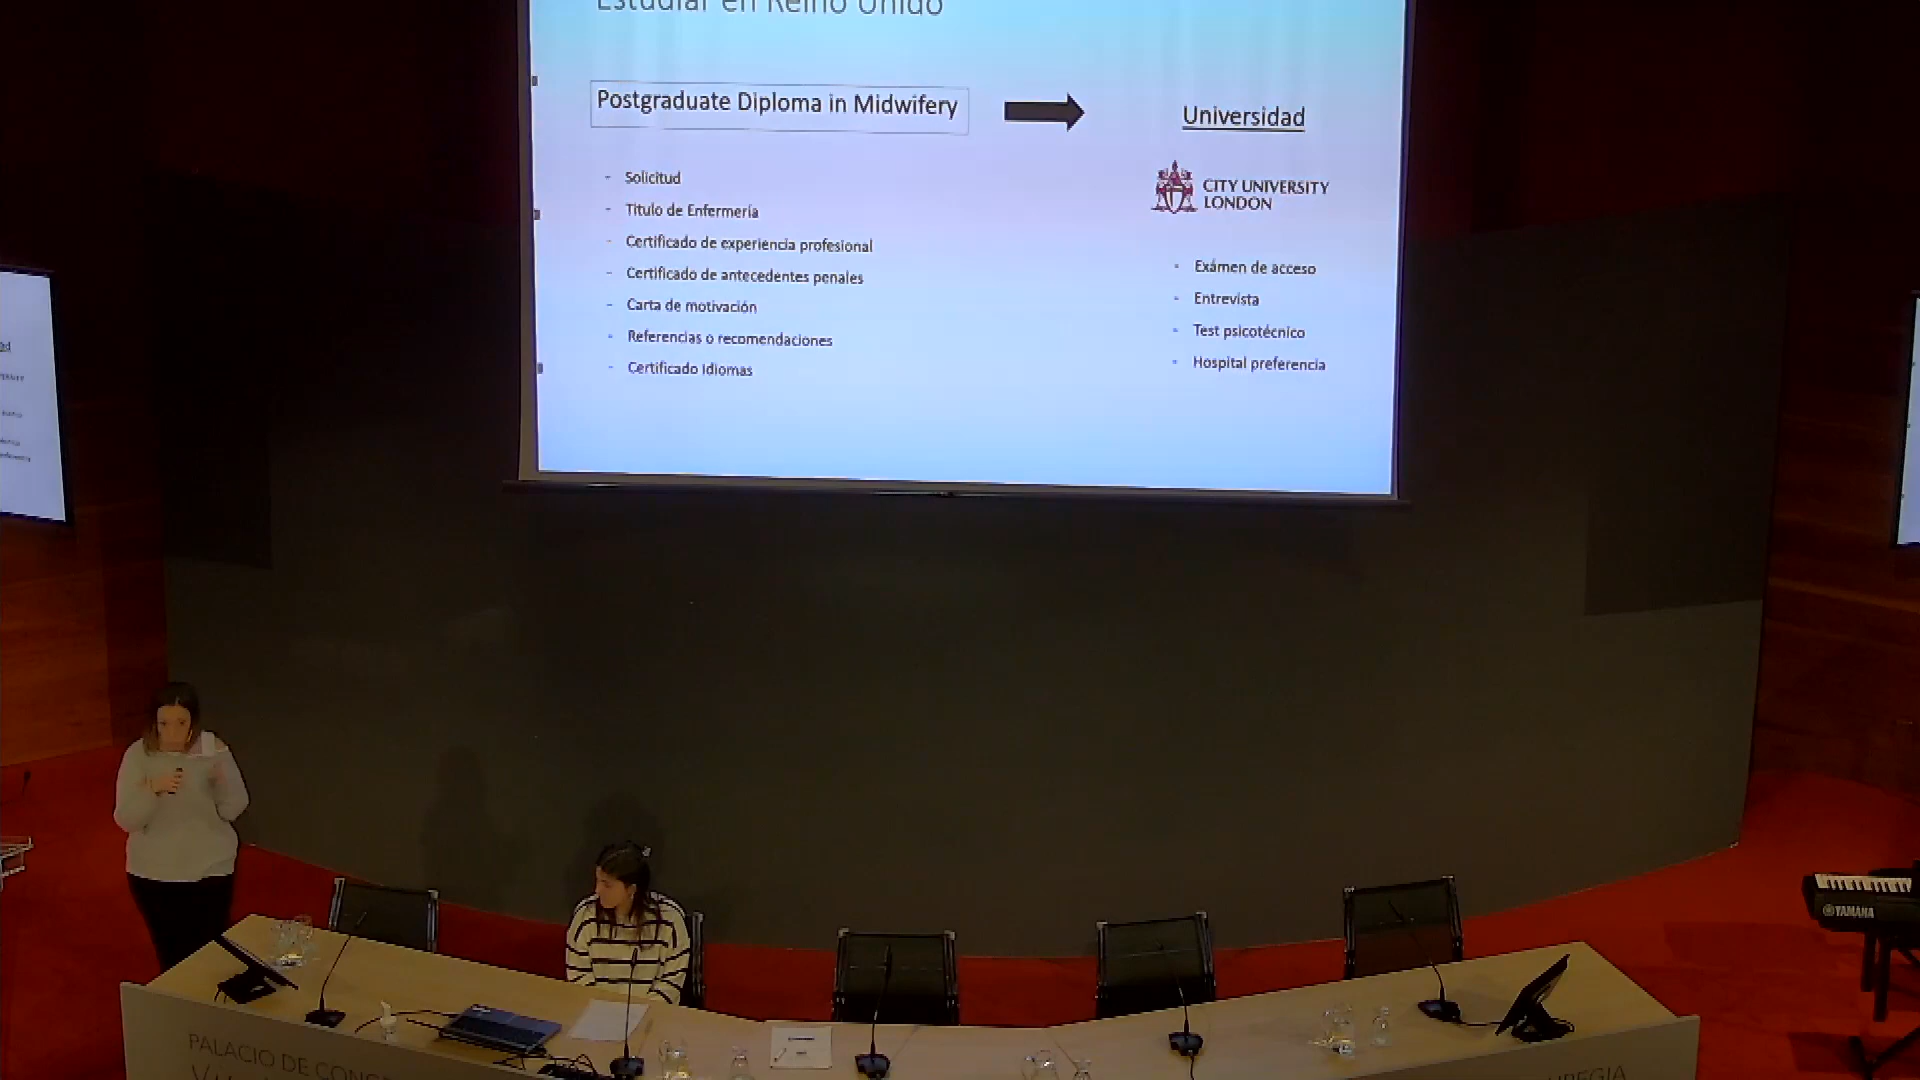 Estudiar en Reino Unido
Postgraduate Diploma in Midwifery
Universidad
CITY UNIVERSITY
LONDON
- Solicitud
- Título de Enfermería
- Certificado de experiencia profesional
- Certificado de antecedentes penales
- Carta de motivación
- Referencias o recomendaciones
- Certificado Idiomas
- Exámen de acceso
- Entrevista
- Test psicotécnico
- Hospital preferencia
YAMAHA
PALACIO DE